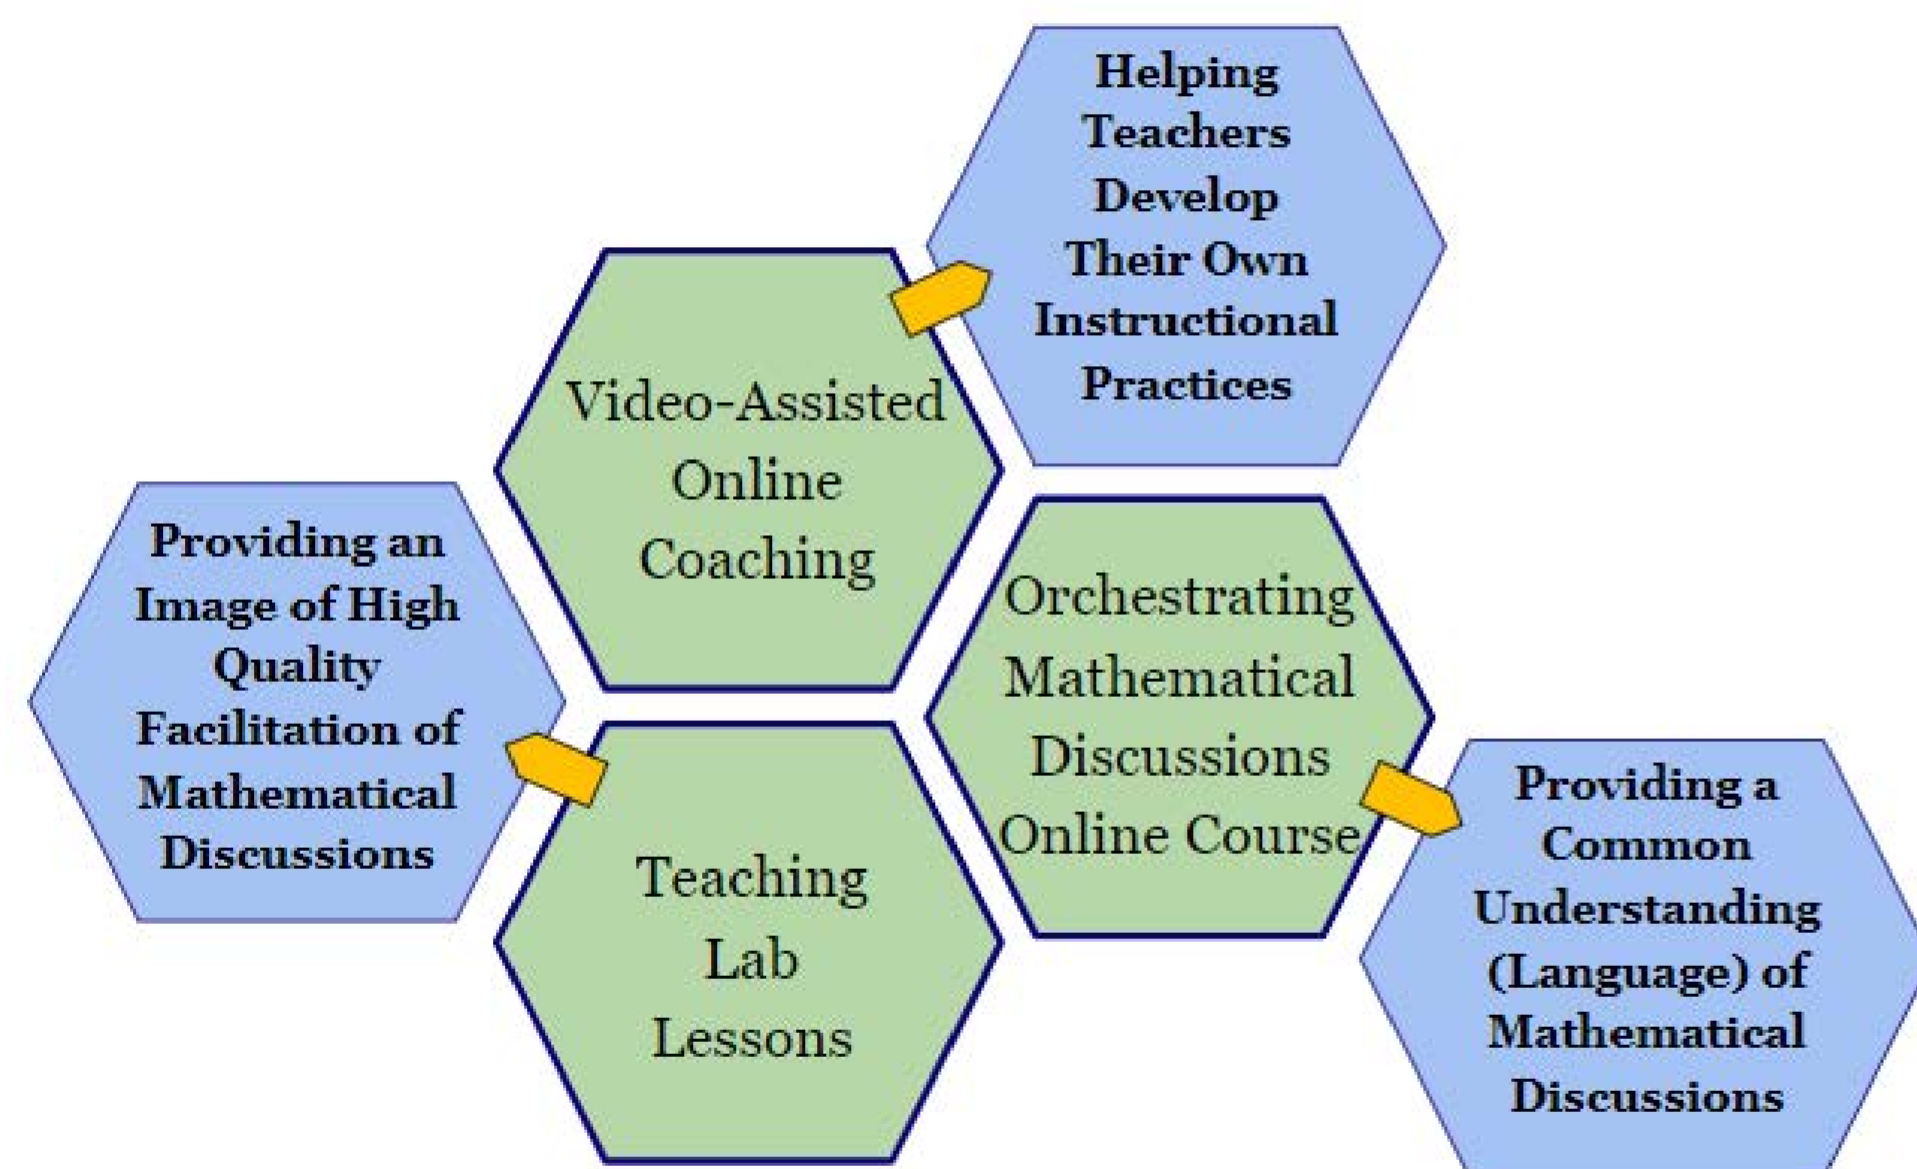 Helping
Teachers
Develop
Their Own
Instructional
Practices
Video-Assisted
Online
Coaching
Providing an
Image of High
Quality
Facilitation of
Mathematical
Discussions
Orchestrating
Mathematical
Discussions
Online Course
Teaching
Lab
Lessons
Providing a
Common
Understanding
(Language) of
Mathematical
Discussions